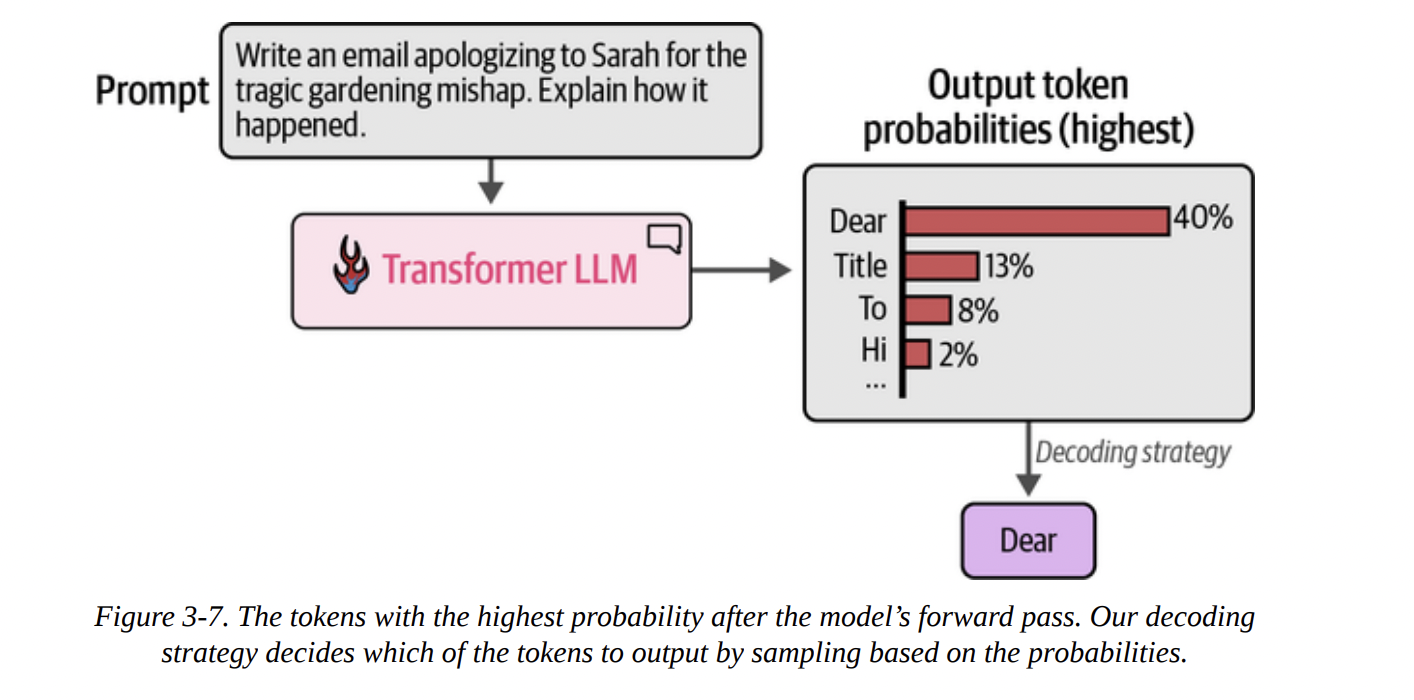 Prompt
Write an email apologizing to Sarah for the
tragic gardening mishap. Explain how it
happened.
Transformer LLM
Output token
probabilities (highest)
Dear 40%
Title 13%
To 8%
Hi 2%
...
Decoding strategy
Dear
Figure 3-7. The tokens with the highest probability after the model’s forward pass. Our decoding
strategy decides which of the tokens to output by sampling based on the probabilities.